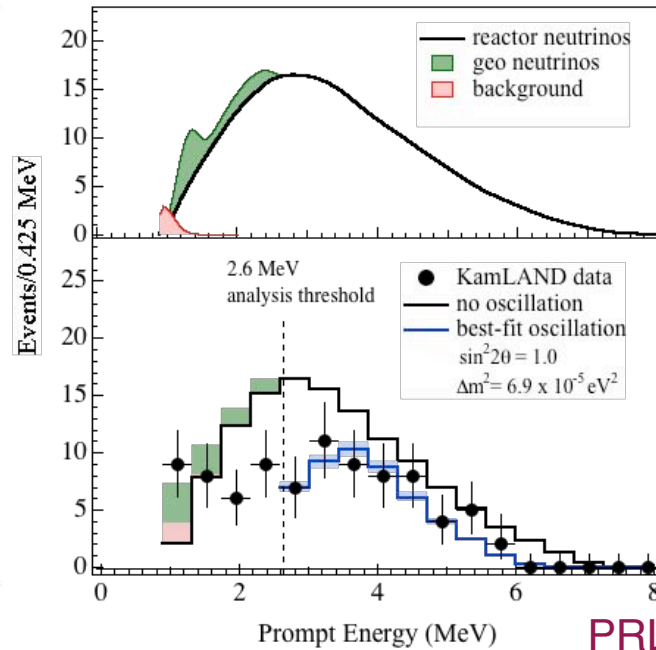 20
15
10
5
0
reactor neutrinos
geo neutrinos
background
Events/0.425 MeV
25
20
15
10
5
0
2.6 MeV
analysis threshold
KamLAND data
no oscillation
best-fit oscillation
sin²2θ = 1.0
Δm²= 6.9 x 10⁻⁵ eV²
0 2 4 6 8
Prompt Energy (MeV)
PRL